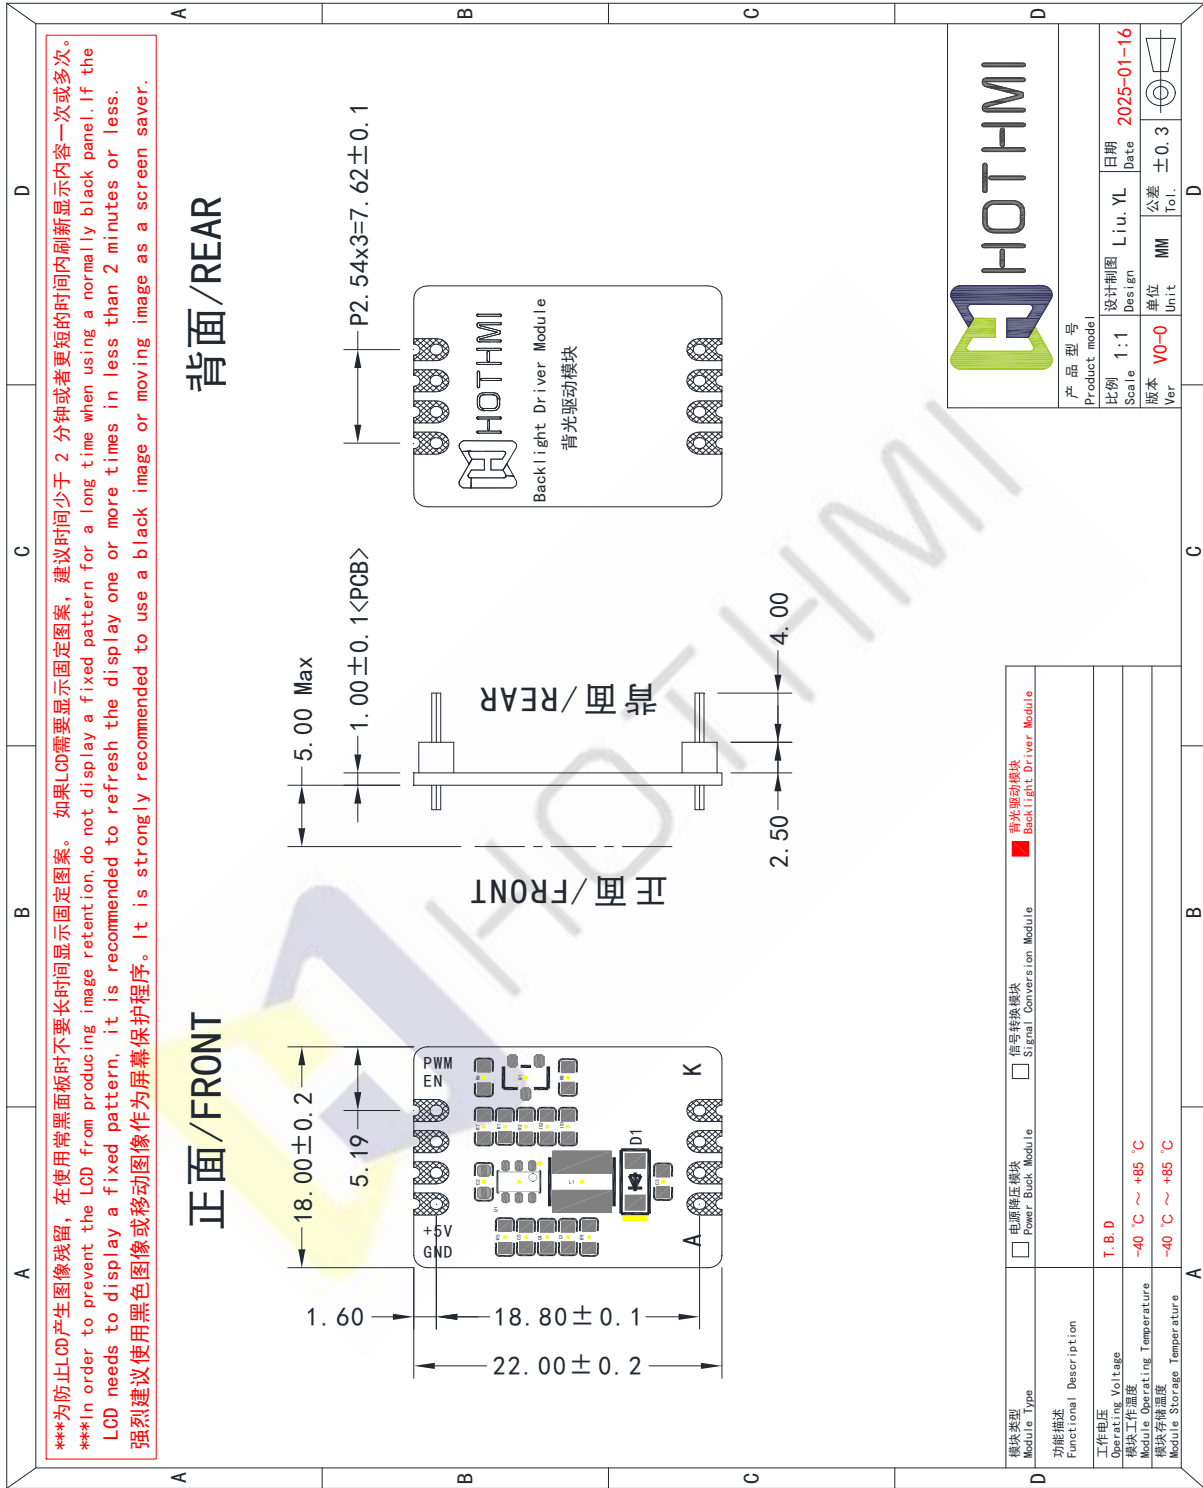 ***为防止LCD产生图像残留，在使用常黑面板时不要长时间显示固定图案。 如果LCD需要显示固定图案，建议时间少于 2 分钟或者更短的时间内刷新显示内容一次或多次。
***In order to prevent the LCD from producing image retention, do not display a fixed pattern for a long time when using a normally black panel. If the
LCD needs to display a fixed pattern, it is recommended to refresh the display one or more times in less than 2 minutes or less.
强烈建议使用黑色图像或移动图像作为屏幕保护程序。It is strongly recommended to use a black image or moving image as a screen saver.
A
B
C
D
A
B
C
D
正面/FRONT
背面/REAR
18.00±0.2
5.19
1.60
18.80±0.1
22.00±0.2
PWM
EN
+5V
GND
A
K
D1
L1
5.00 Max
1.00±0.1<PCB>
正面/FRONT
背面/REAR
2.50
4.00
P2.54x3=7.62±0.1
HOTHMI
Backlight Driver Module
背光驱动模块
HOTHMI
模块类型
Module Type
电源降压模块
Power Buck Module
信号转换模块
Signal Conversion Module
背光驱动模块
Backlight Driver Module
功能描述
Functional Description
工作电压
Operating Voltage
T.B.D
模块工作温度
Module Operating Temperature
-40 ℃ ～ +85 ℃
模块存储温度
Module Storage Temperature
-40 ℃ ～ +85 ℃
HOTHMI
产品型号
Product model
比例
Scale 1:1
设计制图
Design Liu.YL
日期
Date 2025-01-16
版本
Ver V0-0
单位
Unit MM
公差
Tol. ±0.3
A
B
C
D
A
B
C
D